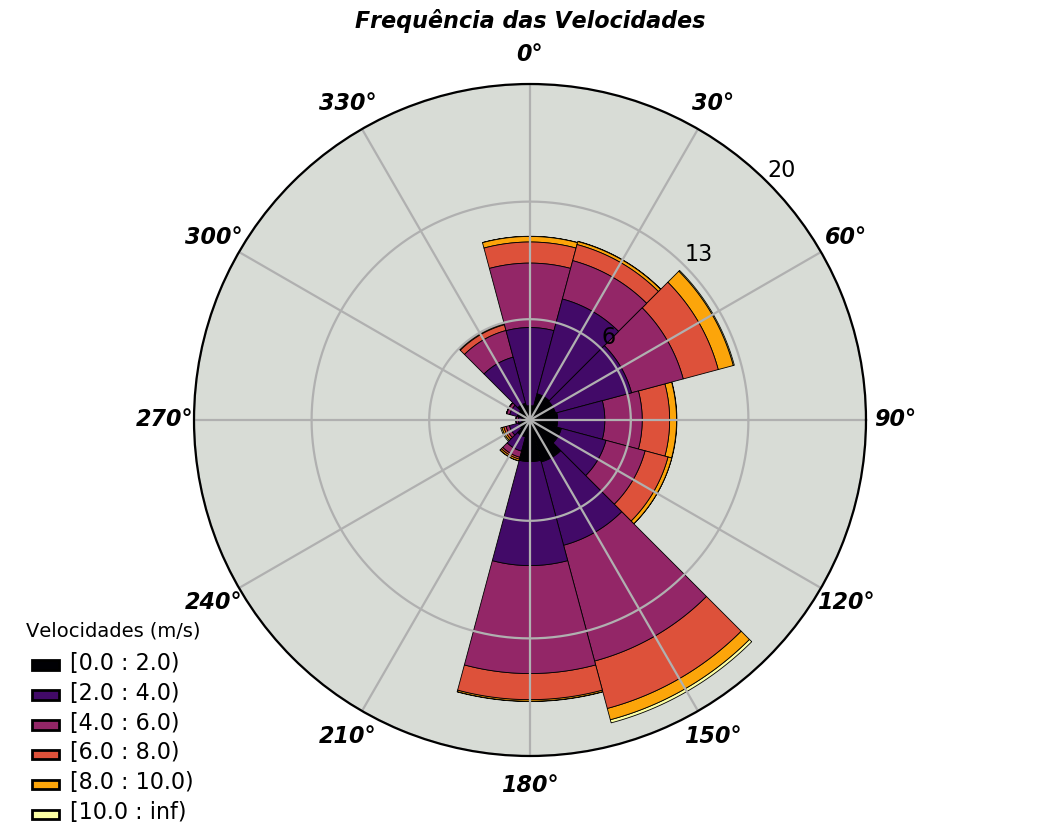 Frequência das Velocidades
0°
330°
30°
20
300°
60°
13
6
270°
90°
240°
120°
210°
150°
180°
Velocidades (m/s)
[0.0 : 2.0)
[2.0 : 4.0)
[4.0 : 6.0)
[6.0 : 8.0)
[8.0 : 10.0)
[10.0 : inf)